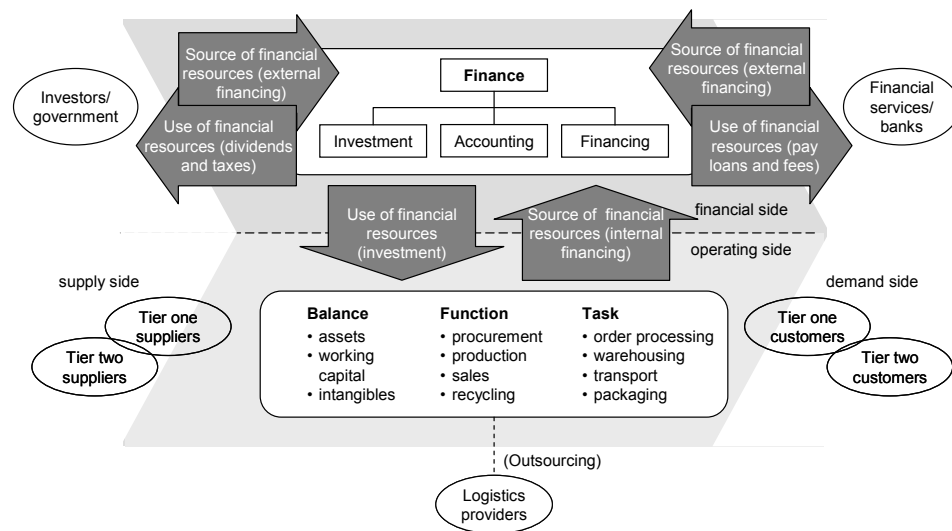 Source of financial
resources (external
financing)
Investors/
government
Use of financial
resources (dividends
and taxes)
Finance
Investment
Accounting
Financing
Source of financial
resources (external
financing)
Use of financial
resources (pay
loans and fees)
Financial
services/
banks
Use of financial
resources
(investment)
Source of financial
resources (internal
financing)
financial side
operating side
supply side
Tier one
suppliers
Tier two
suppliers
Balance
• assets
• working
capital
• intangibles
Function
• procurement
• production
• sales
• recycling
Task
• order processing
• warehousing
• transport
• packaging
demand side
Tier one
customers
Tier two
customers
(Outsourcing)
Logistics
providers